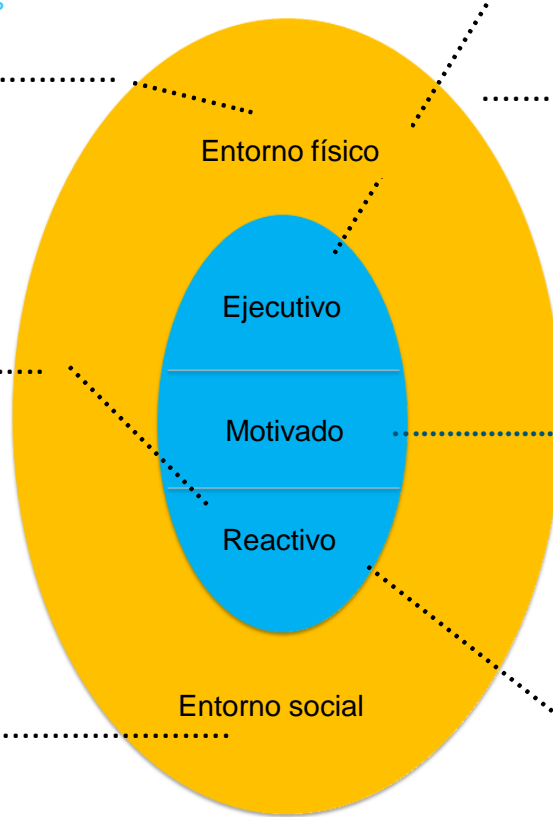 Entorno físico
Ejecutivo
Motivado
Reactivo
Entorno social